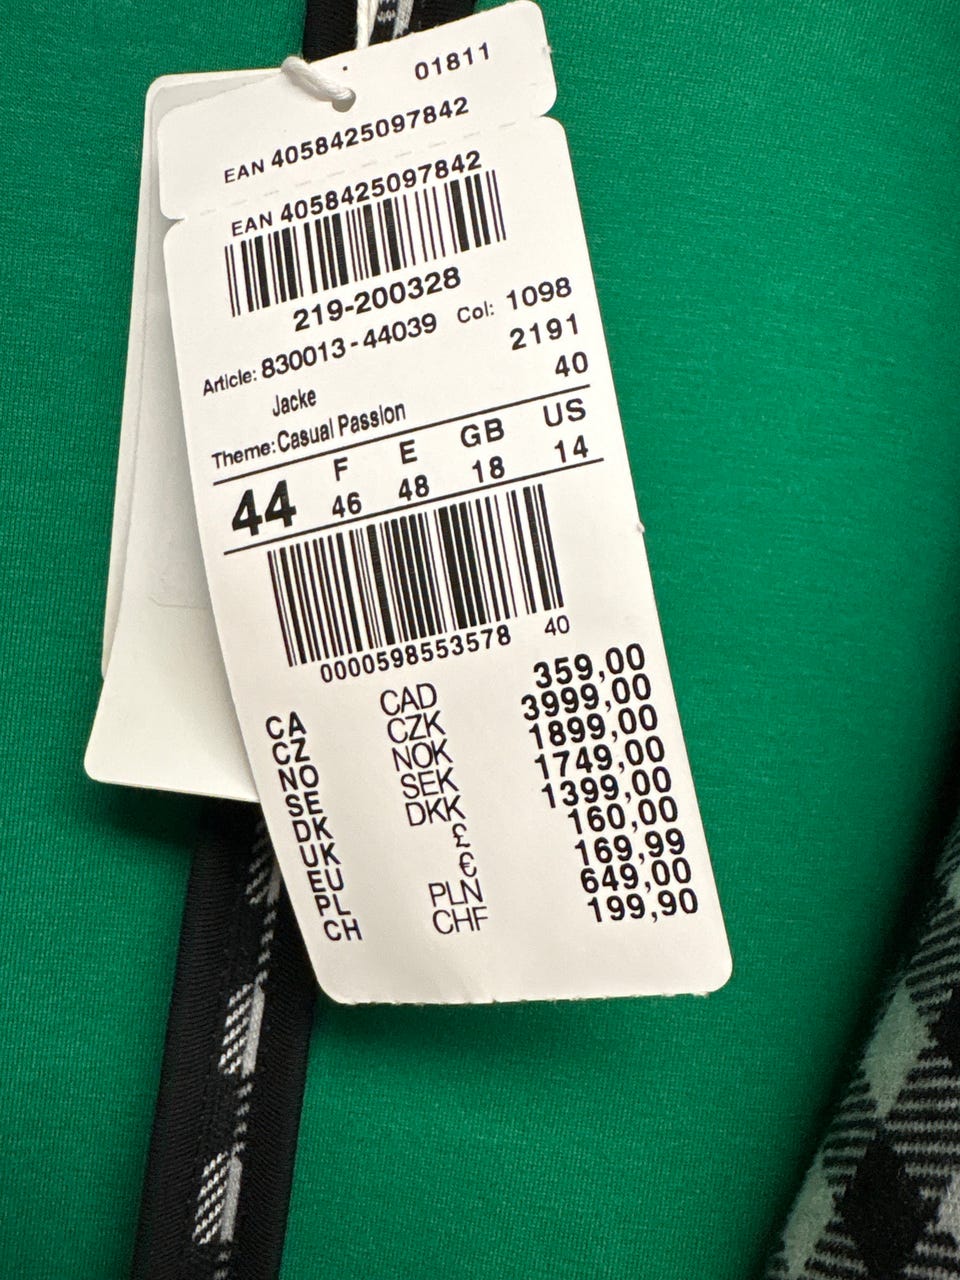 01811
EAN 4058425097842
EAN 4058425097842
219-200328
Article: 830013-44039 Col: 1098
Jacke 2191
Theme: Casual Passion 40
44 F E GB US
46 48 18 14
0000598553578 40
CA CAD 359,00
CZ CZK 3999,00
NO NOK 1899,00
SE SEK 1749,00
DK DKK 1399,00
UK £ 160,00
EU € 169,99
PL PLN 649,00
CH CHF 199,90